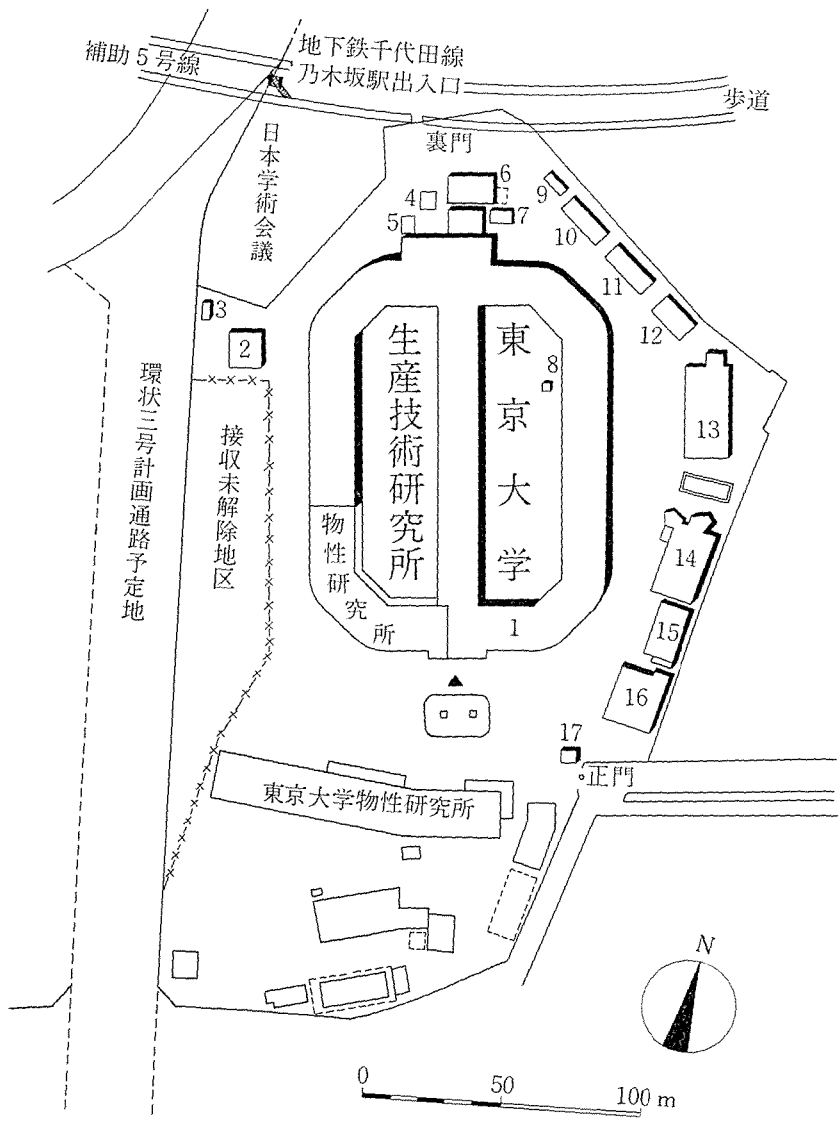 補助5号線
地下鉄千代田線
乃木坂駅出入口
歩道
裏門
日本学術会議
6
4
5
7
9
10
11
12
3
2
8
13
東京大学
生産技術研究所
環状三号計画通路予定地
接収未解除地区
物性研究所
14
15
1
16
17
正門
東京大学物性研究所
N
0
50
100 m